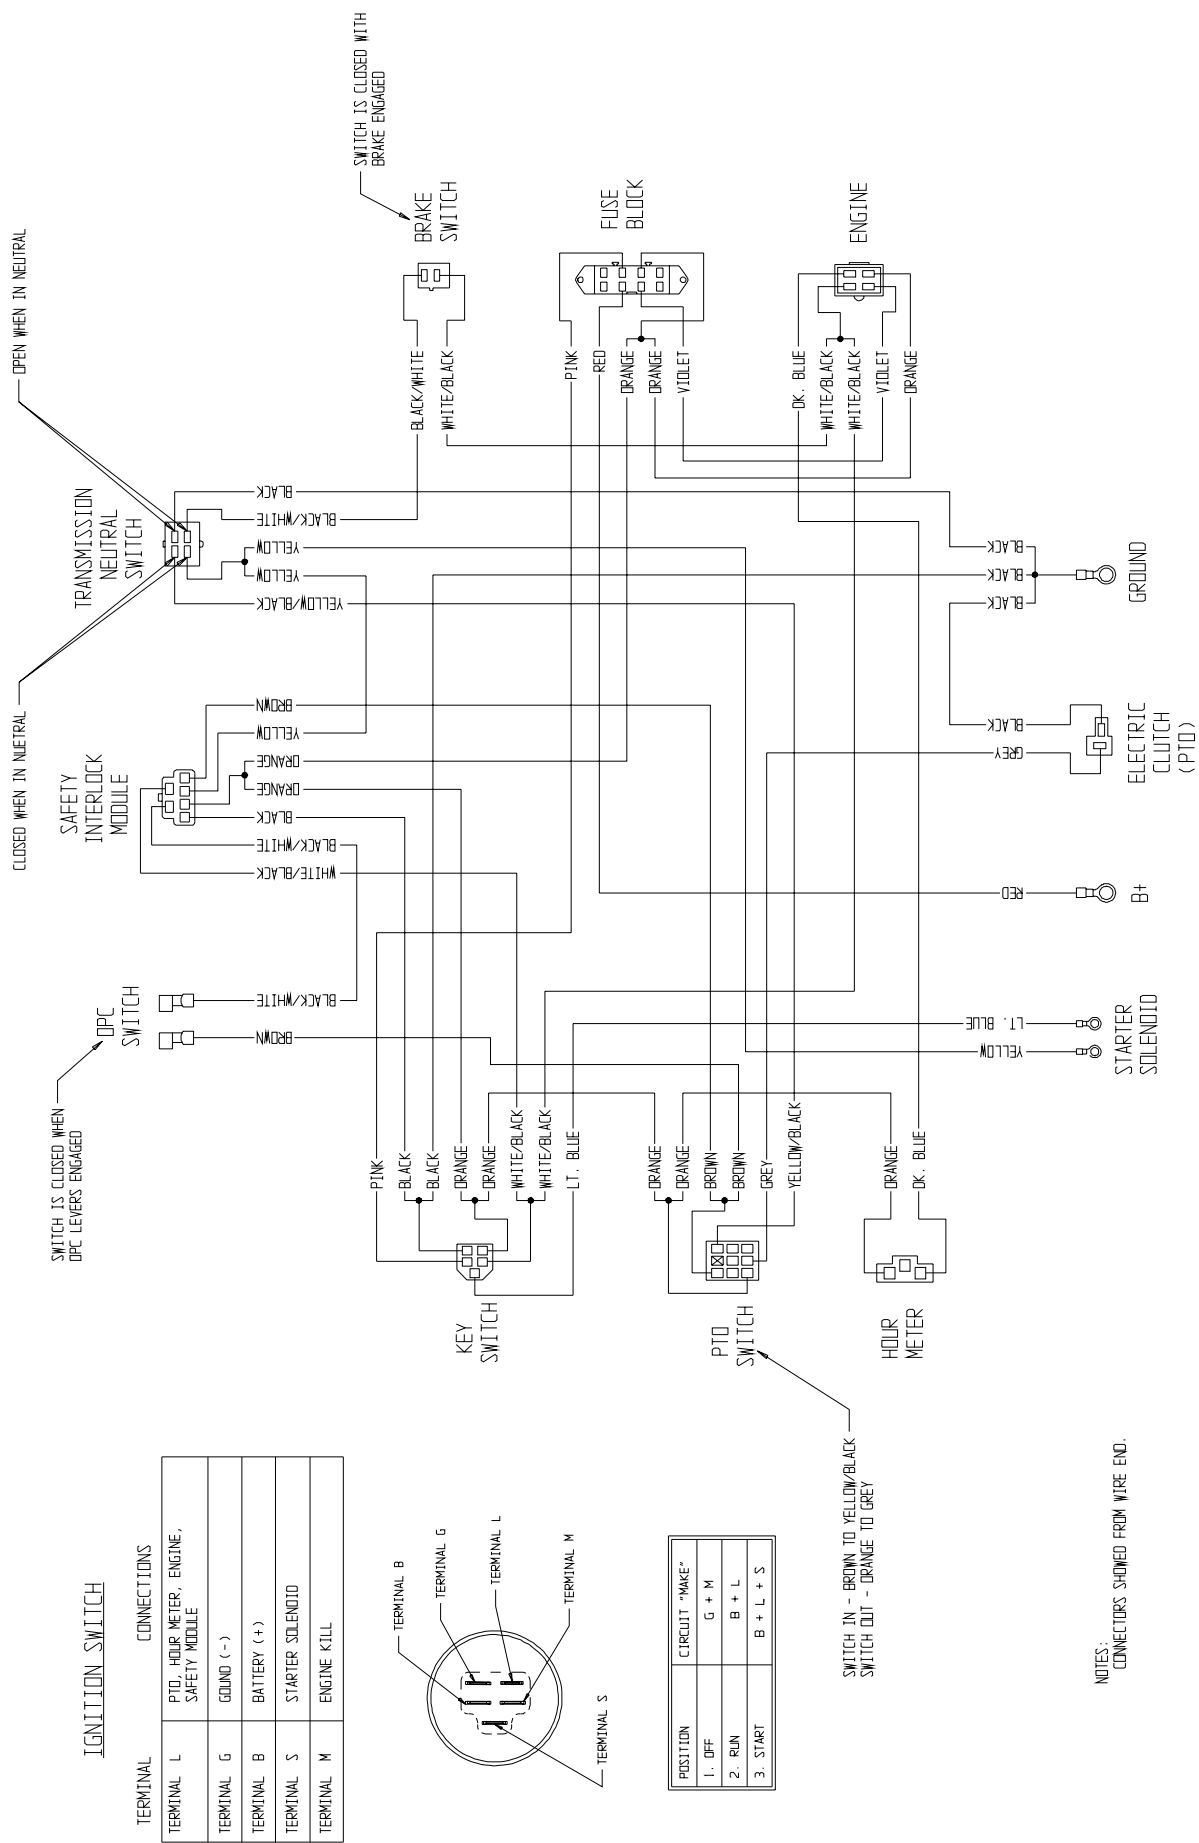 IGNITION SWITCH
TERMINAL CONNECTIONS
TERMINAL L PTO, HOUR METER, ENGINE,
SAFETY MODULE
TERMINAL G GOUND (-)
TERMINAL B BATTERY (+)
TERMINAL S STARTER SOLENOID
TERMINAL M ENGINE KILL
TERMINAL B
TERMINAL G
TERMINAL L
TERMINAL M
TERMINAL S
POSITION CIRCUIT "MAKE"
1. OFF G + M
2. RUN B + L
3. START B + L + S
SWITCH IN - BROWN TO YELLOW/BLACK
SWITCH OUT - ORANGE TO GREY
NOTES:
CONNECTORS SHOWED FROM WIRE END.
SWITCH IS CLOSED WHEN
OPC LEVERS ENGAGED
OPC
SWITCH
BLACK/WHITE
BROWN
CLOSED WHEN IN NUETRAL
SAFETY
INTERLOCK
MODULE
BROWN
YELLOW
ORANGE
ORANGE
BLACK
BLACK/WHITE
WHITE/BLACK
OPEN WHEN IN NEUTRAL
TRANSMISSION
NEUTRAL
SWITCH
BLACK
BLACK/WHITE
YELLOW
YELLOW
YELLOW/BLACK
KEY
SWITCH
PINK
BLACK
BLACK
ORANGE
ORANGE
WHITE/BLACK
WHITE/BLACK
LT. BLUE
PTO
SWITCH
ORANGE
ORANGE
BROWN
BROWN
GREY
YELLOW/BLACK
HOUR
METER
ORANGE
DK. BLUE
SWITCH IS CLOSED WITH
BRAKE ENGAGED
BRAKE
SWITCH
BLACK/WHITE
WHITE/BLACK
FUSE
BLOCK
PINK
RED
ORANGE
ORANGE
VIOLET
ENGINE
DK. BLUE
WHITE/BLACK
WHITE/BLACK
VIOLET
ORANGE
STARTER
SOLENOID
LT. BLUE
YELLOW
B+
RED
ELECTRIC
CLUTCH
(PTO)
BLACK
GREY
GROUND
BLACK
BLACK
BLACK